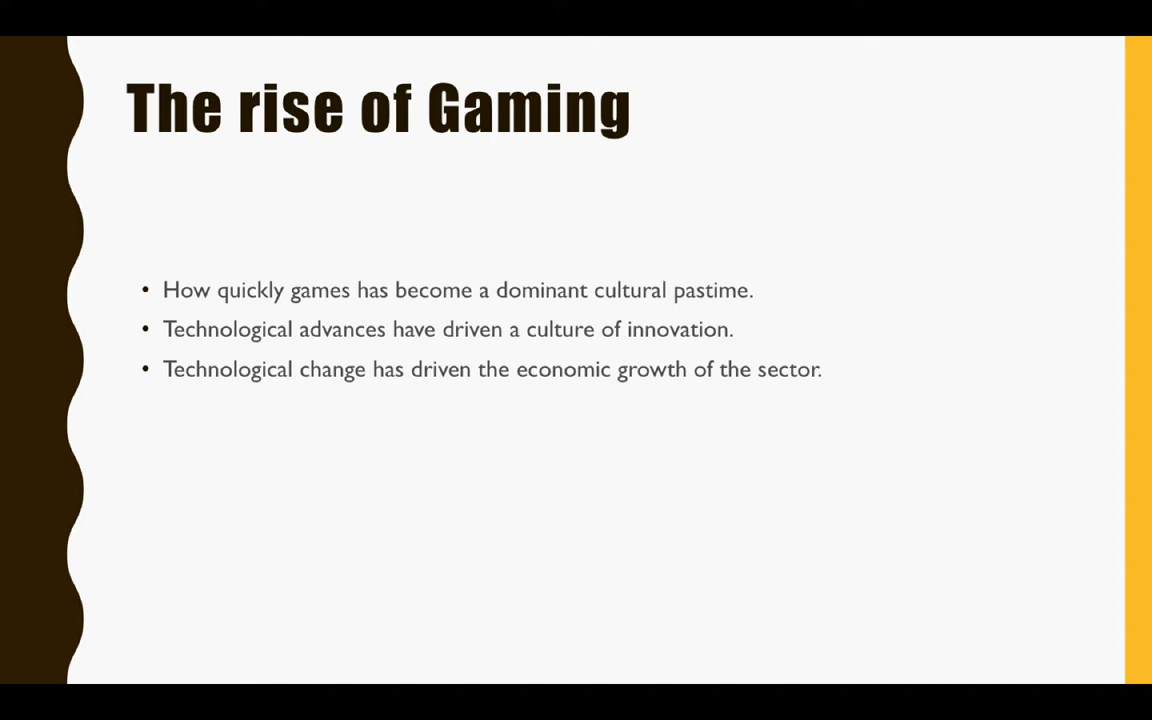 The rise of Gaming
• How quickly games has become a dominant cultural pastime.
• Technological advances have driven a culture of innovation.
• Technological change has driven the economic growth of the sector.